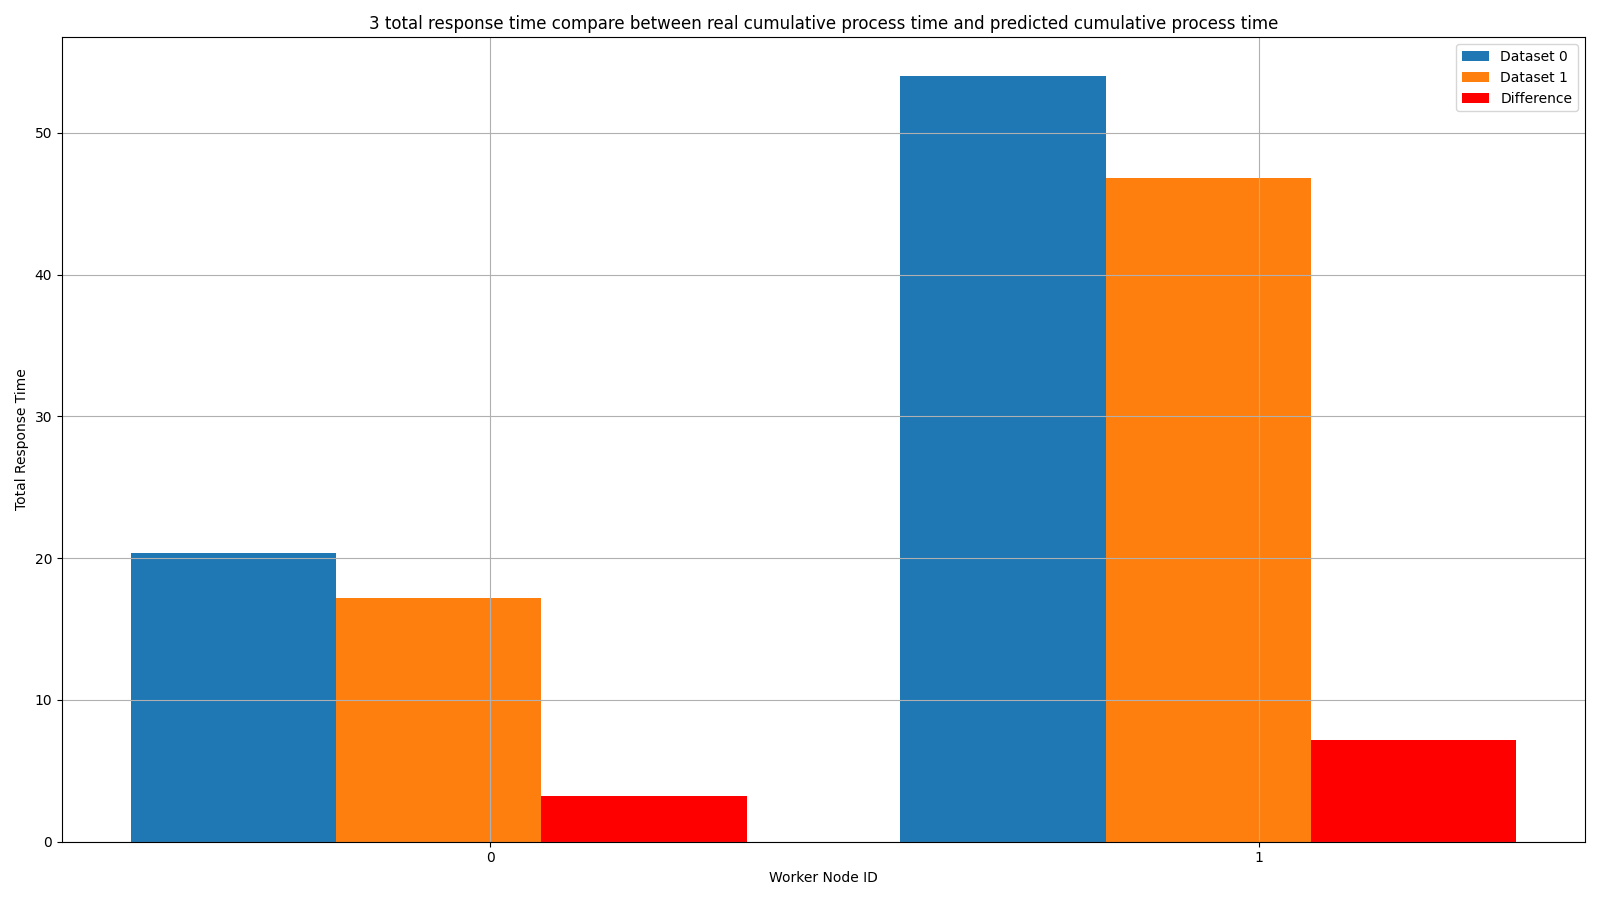 3 total response time compare between real cumulative process time and predicted cumulative process time
Dataset 0
Dataset 1
Difference
Total Response Time
50
40
30
20
10
0
0 1
Worker Node ID